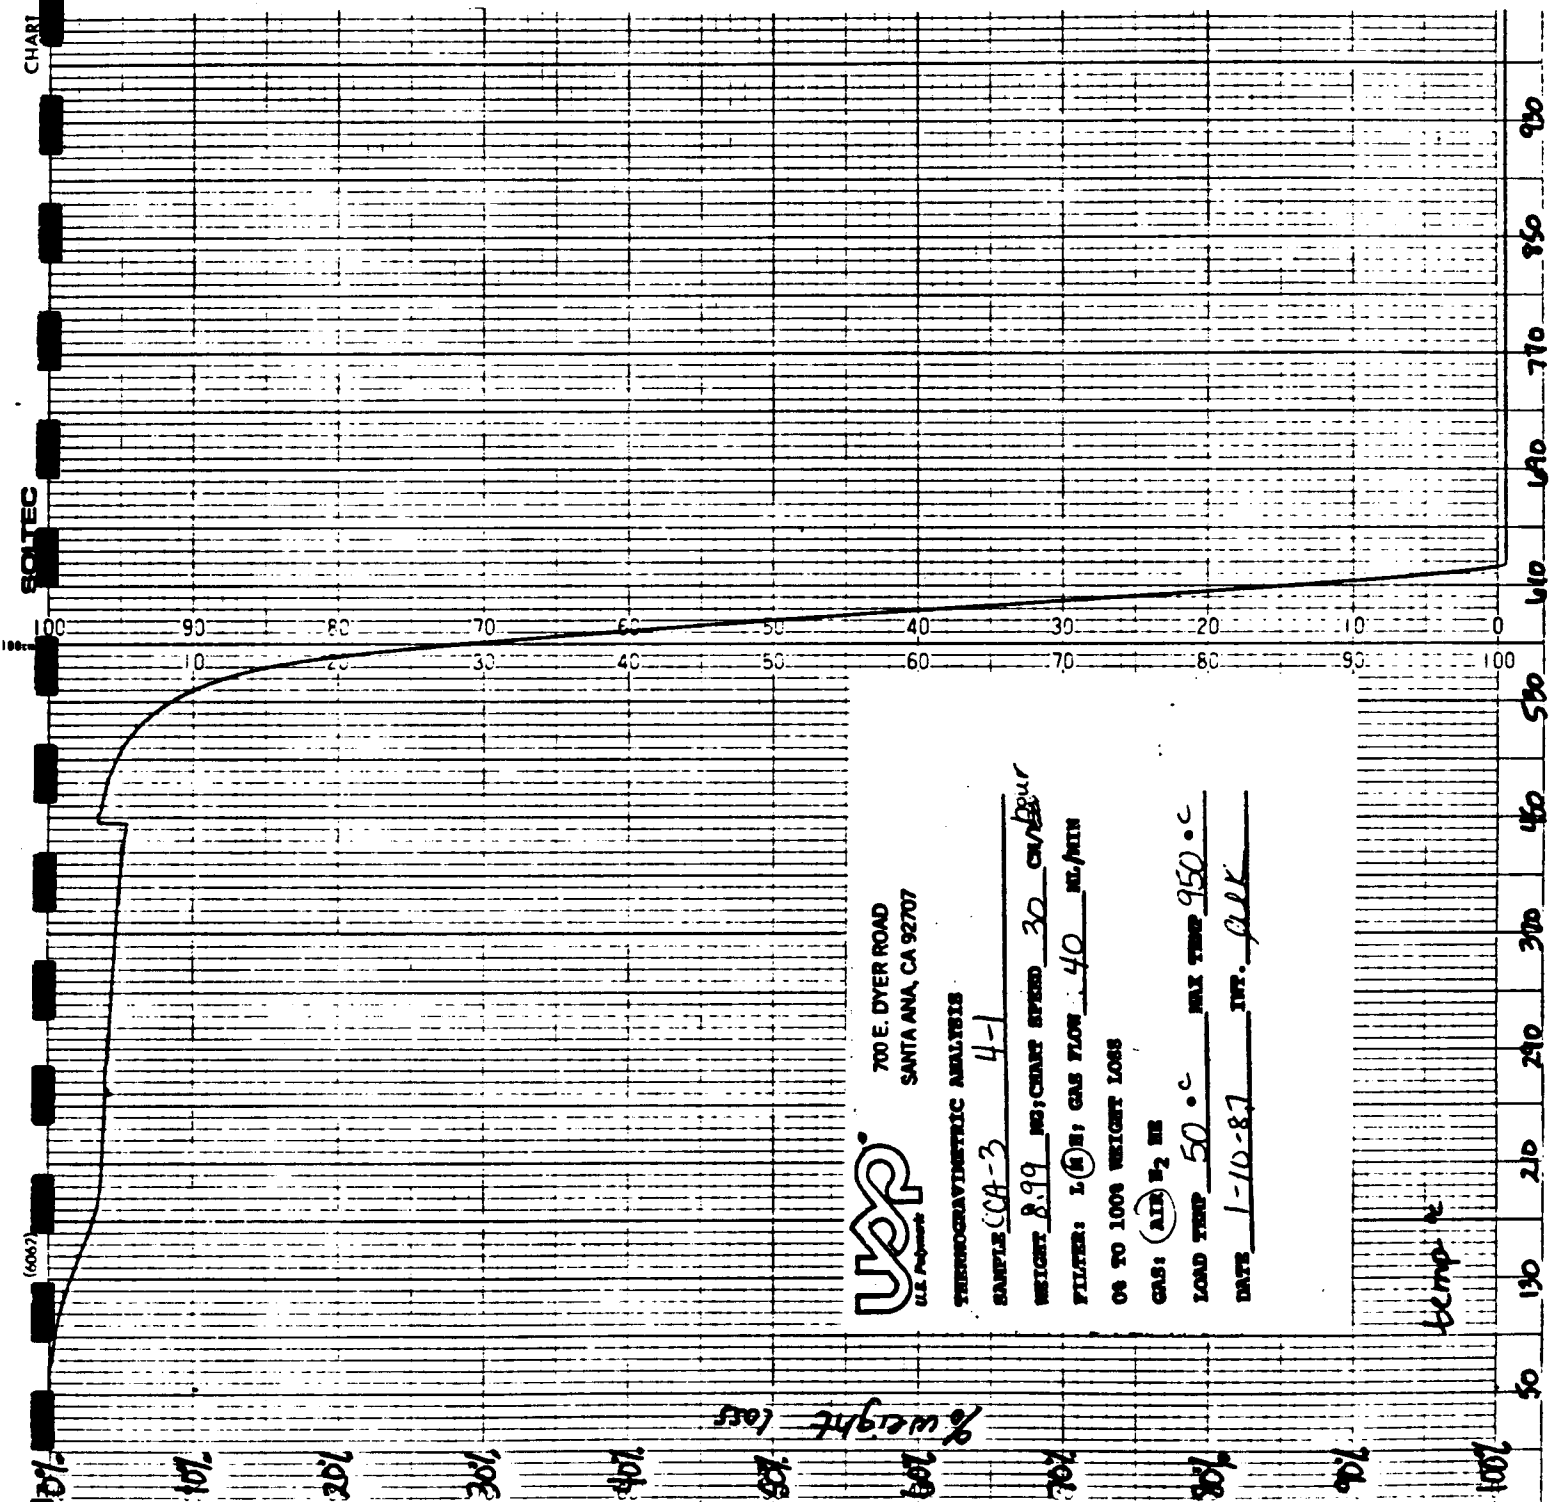 CHART
SOLTEC
100cm
(6067)
100 90 80 70 60 50 40 30 20 10 0
10 20 30 40 50 60 70 80 90 100
930
850
770
690
610
530
450
370
290
210
130
50
temp °C
% weight loss
0% 10% 20% 30% 40% 50% 60% 70% 80% 90% 100%
USP®
U.S. Polymeric
700 E. DYER ROAD
SANTA ANA, CA 92707
THERMOGRAVIMETRIC ANALYSIS
SAMPLE CCA-3 4-1
WEIGHT 8.99 MG; CHART SPEED 30 CM/hour
FILTER: L M H; GAS FLOW 40 ML/MIN
0% TO 100% WEIGHT LOSS
GAS: AIR N2 HE
LOAD TEMP 50 °C MAX TEMP 950 °C
DATE 1-10-87 INT.